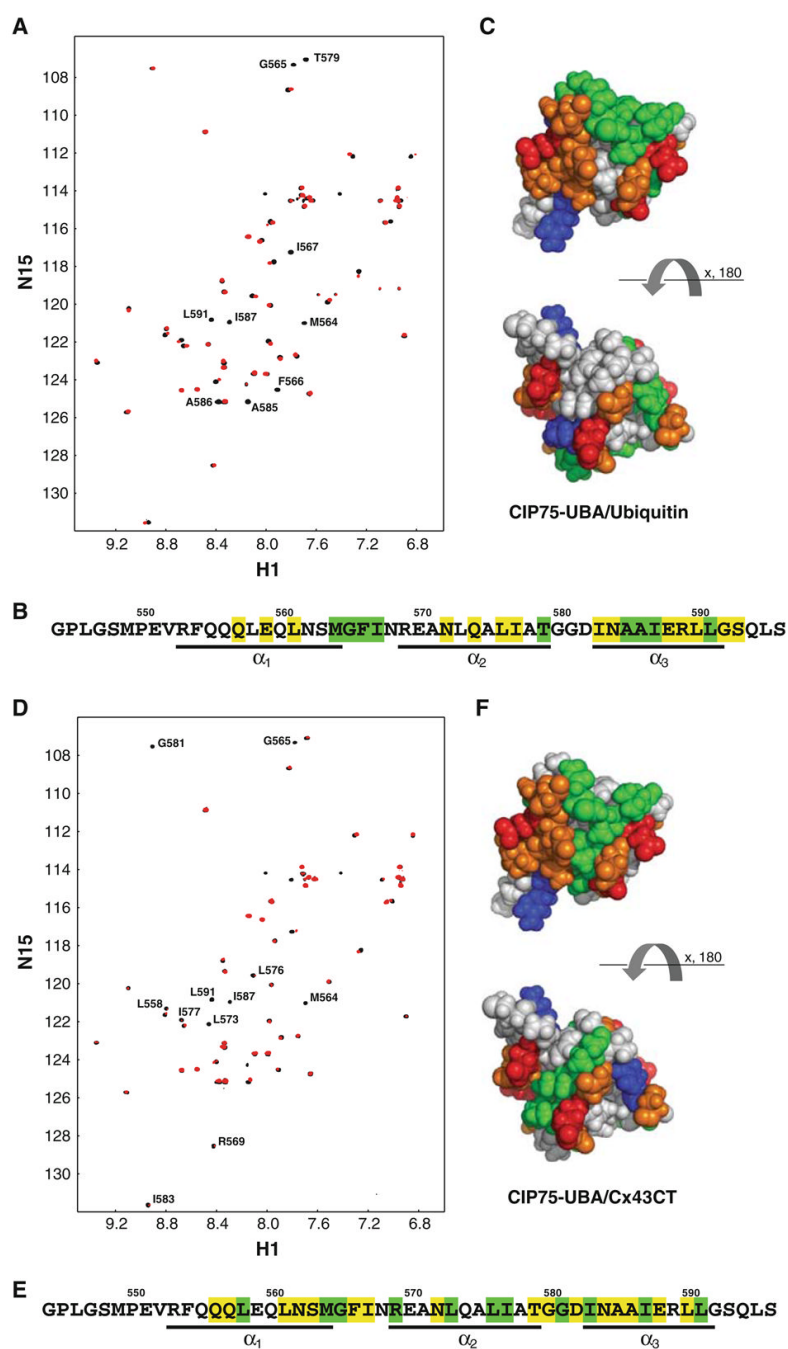 A
C
108
110
112
114
116
118
120
122
124
126
128
130
N15
G565
T579
I567
L591
I587
M564
F566
A586
A585
9.2 8.8 8.4 8.0 7.6 7.2 6.8
H1
x, 180
CIP75-UBA/Ubiquitin
B
550 560 570 580 590
GPLGSMPEVRFQQQLEQLNSMGFINREANLQALIATGGDINAAIERLLGSQLS
α1 α2 α3
D
F
108
110
112
114
116
118
120
122
124
126
128
130
N15
G581
G565
L576
L591
L558
I587
M564
I577
L573
R569
I583
9.2 8.8 8.4 8.0 7.6 7.2 6.8
H1
x, 180
CIP75-UBA/Cx43CT
E
550 560 570 580 590
GPLGSMPEVRFQQQLEQLNSMGFINREANLQALIATGGDINAAIERLLGSQLS
α1 α2 α3